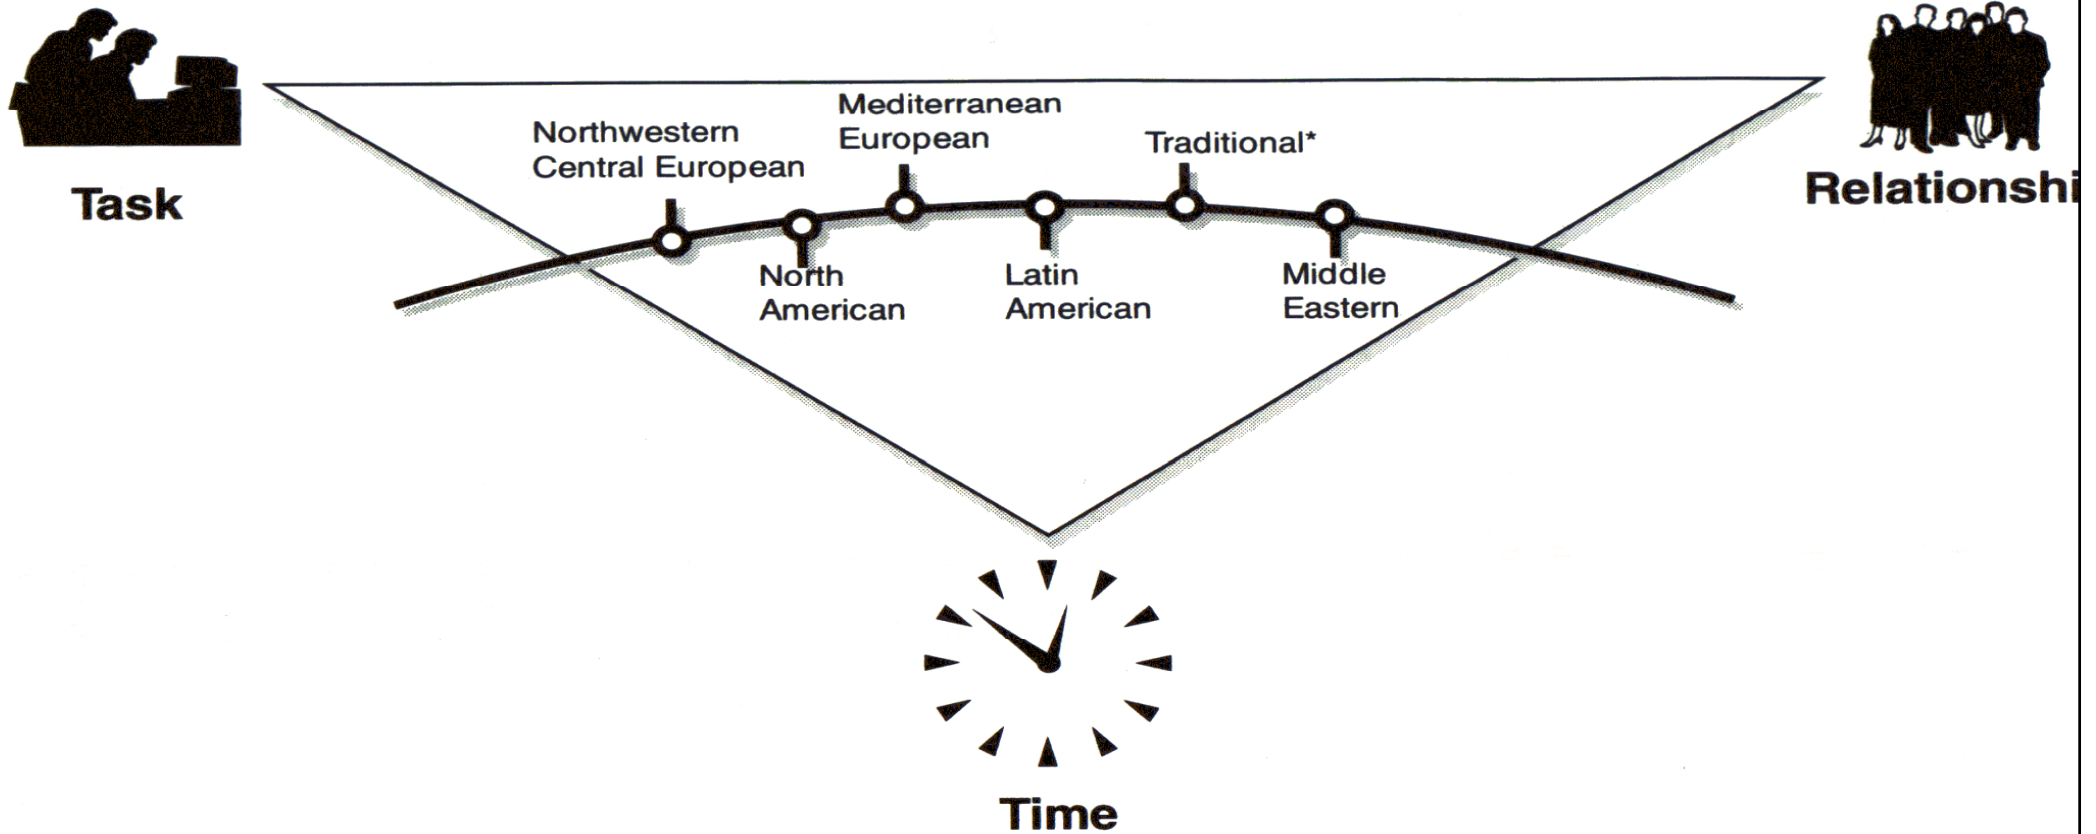 Task
Northwestern
Central European
Mediterranean
European
Traditional*
Relationshi
North
American
Latin
American
Middle
Eastern
Time